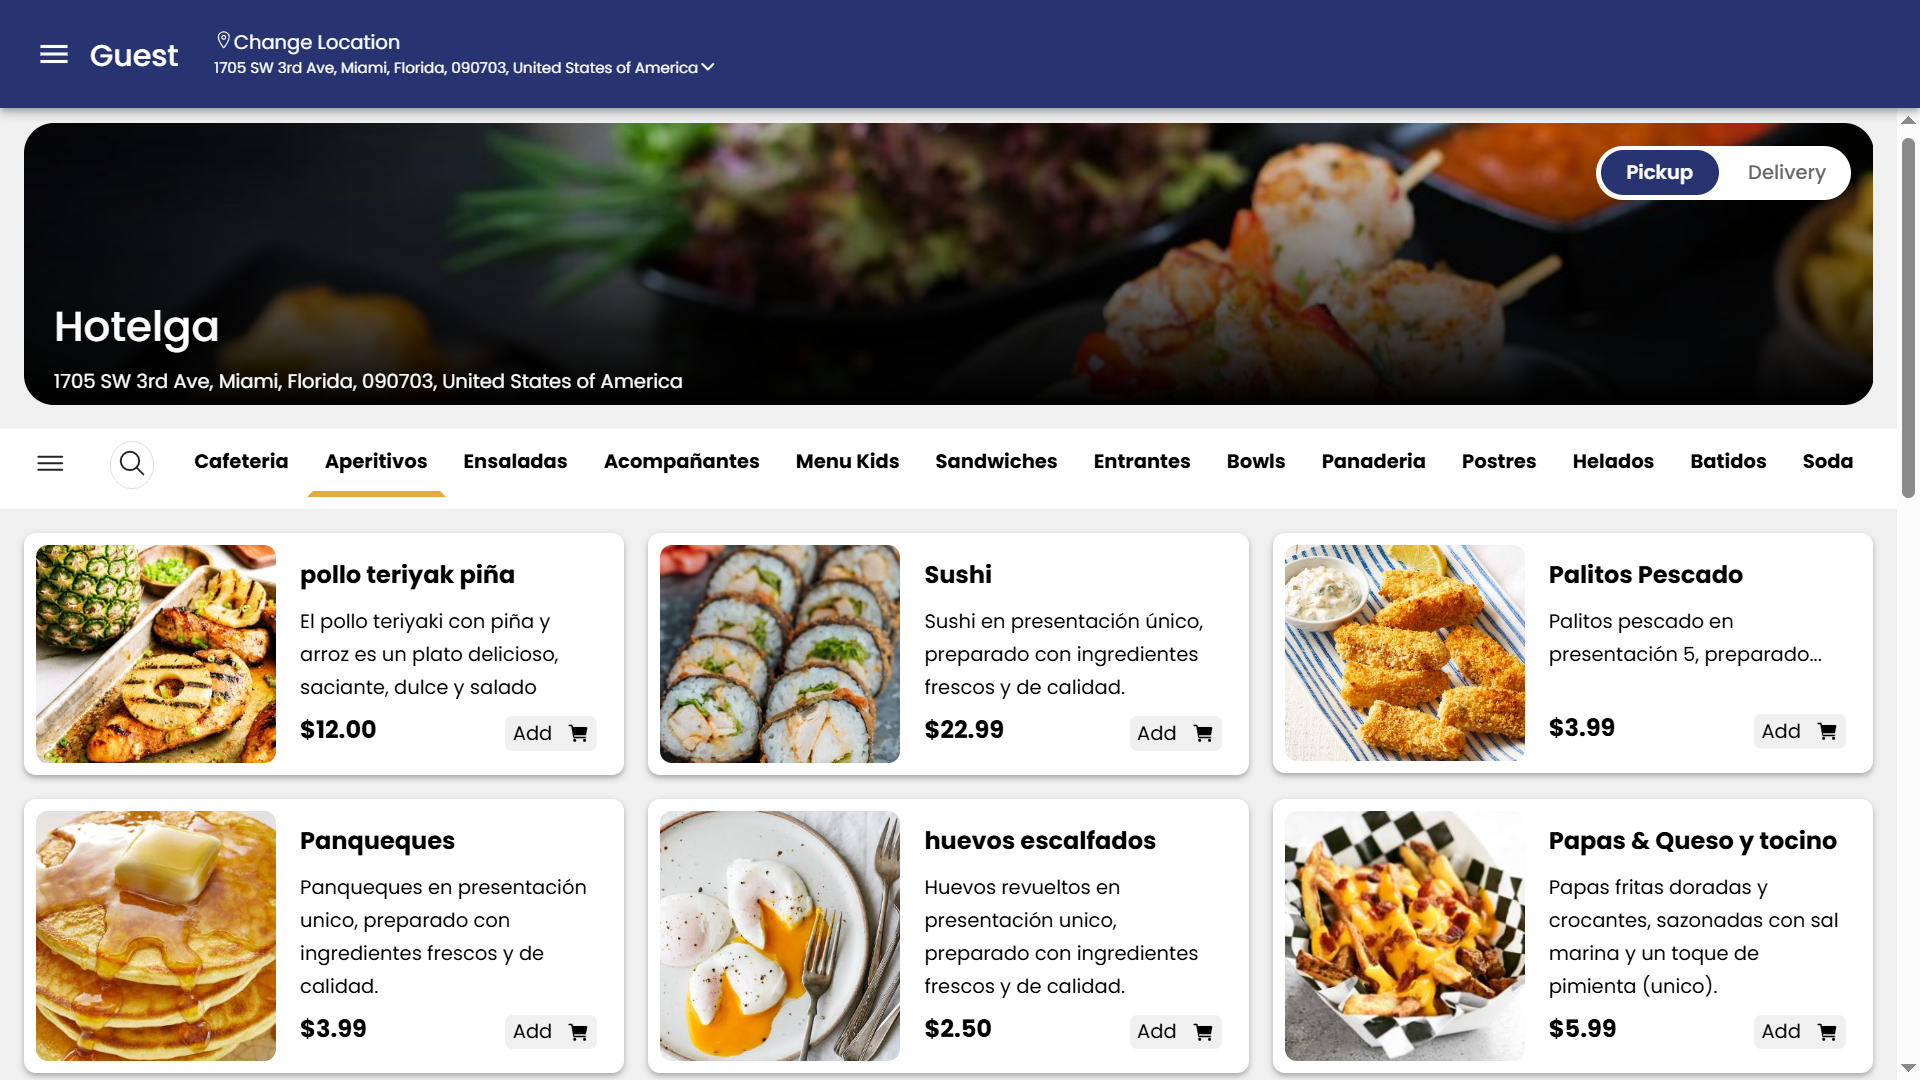 Guest
Change Location
1705 SW 3rd Ave, Miami, Florida, 090703, United States of America
Pickup
Delivery
Hotelga
1705 SW 3rd Ave, Miami, Florida, 090703, United States of America
Cafeteria
Aperitivos
Ensaladas
Acompañantes
Menu Kids
Sandwiches
Entrantes
Bowls
Panaderia
Postres
Helados
Batidos
Soda
pollo teriyak piña
El pollo teriyaki con piña y
arroz es un plato delicioso,
saciante, dulce y salado
$12.00
Add
Sushi
Sushi en presentación único,
preparado con ingredientes
frescos y de calidad.
$22.99
Add
Palitos Pescado
Palitos pescado en
presentación 5, preparado...
$3.99
Add
Panqueques
Panqueques en presentación
unico, preparado con
ingredientes frescos y de
calidad.
$3.99
Add
huevos escalfados
Huevos revueltos en
presentación unico,
preparado con ingredientes
frescos y de calidad.
$2.50
Add
Papas & Queso y tocino
Papas fritas doradas y
crocantes, sazonadas con sal
marina y un toque de
pimienta (unico).
$5.99
Add